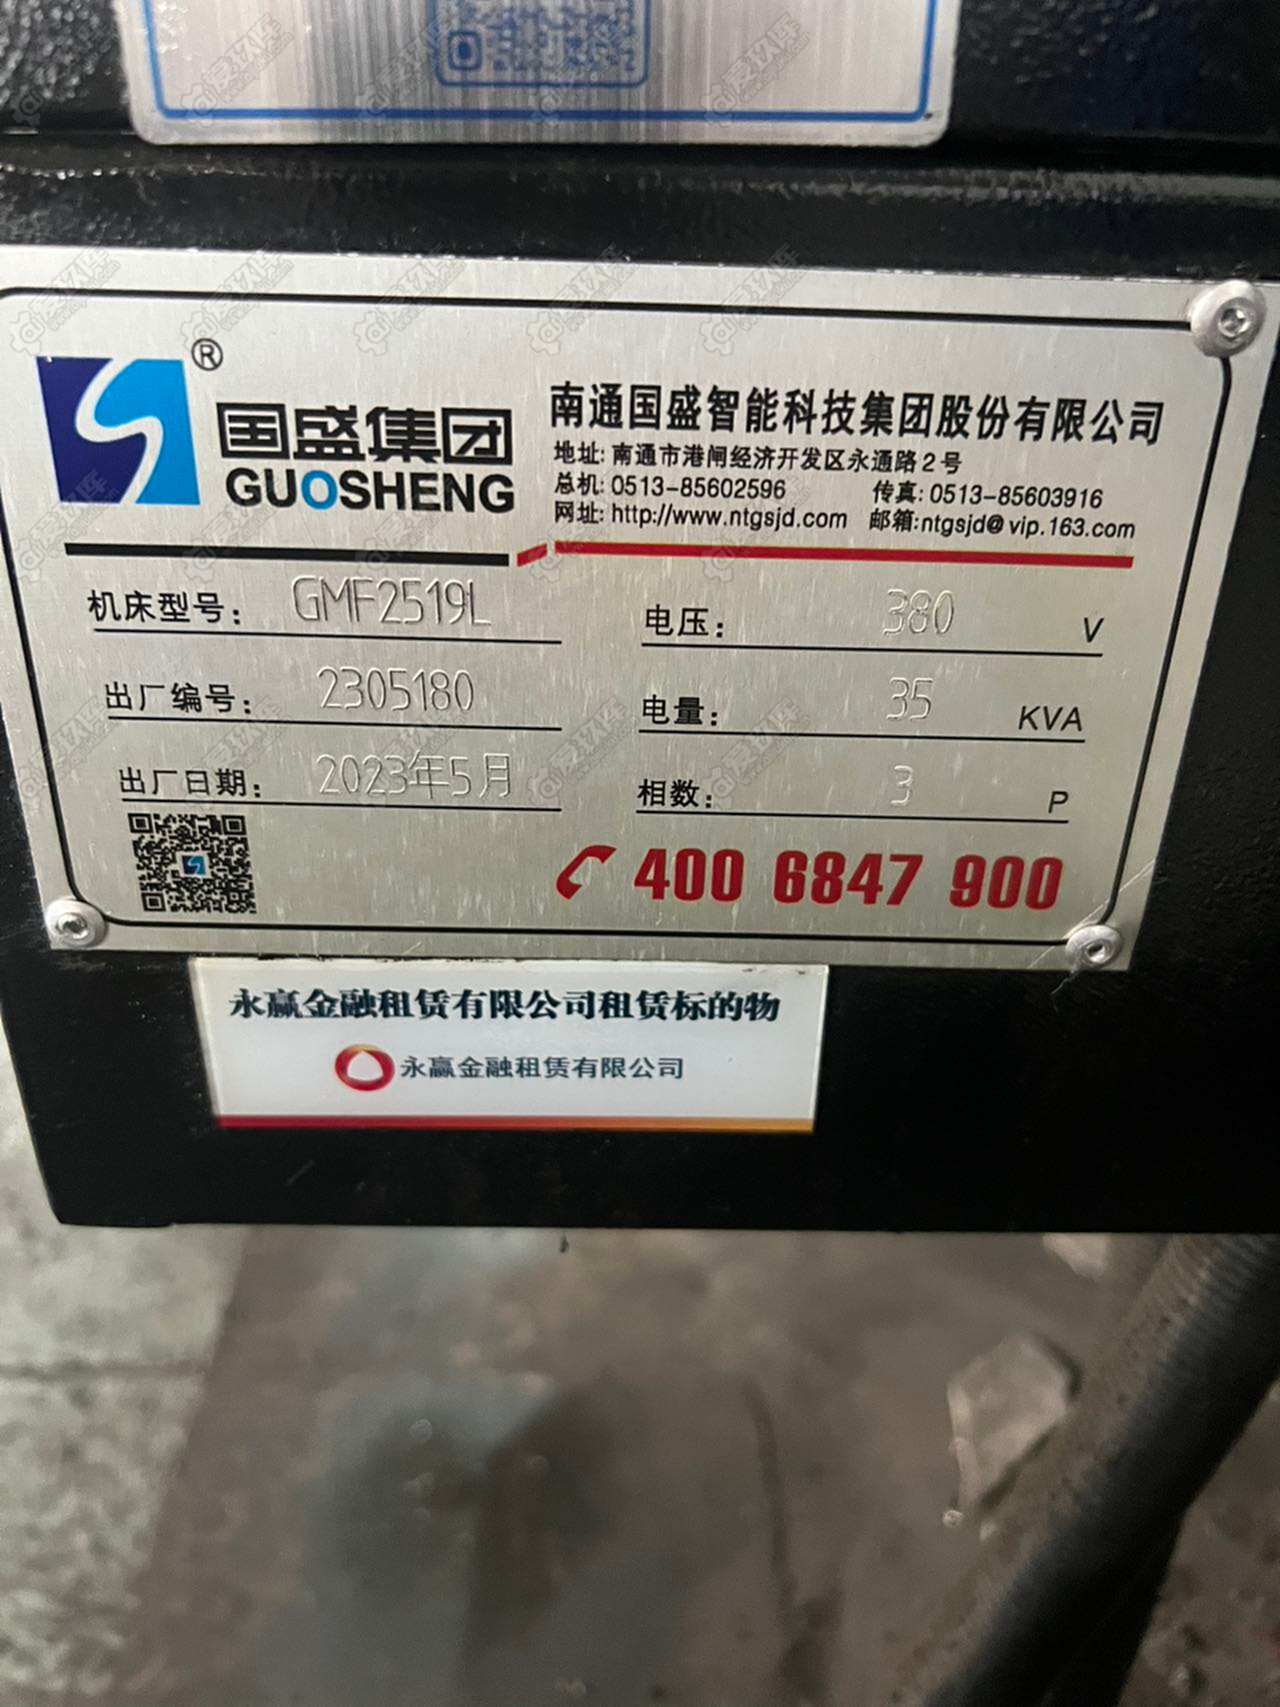 ®
国盛集团
GUOSHENG
南通国盛智能科技集团股份有限公司
地址: 南通市港闸经济开发区永通路2号
总机: 0513-85602596 传真: 0513-85603916
网址: http://www.ntgsjd.com 邮箱:ntgsjd@vip.163.com
机床型号: GMF2519L 电压: 380 V
出厂编号: 2305180 电量: 35 KVA
出厂日期: 2023年5月 相数: 3 P
400 6847 900
永赢金融租赁有限公司租赁标的物
永赢金融租赁有限公司